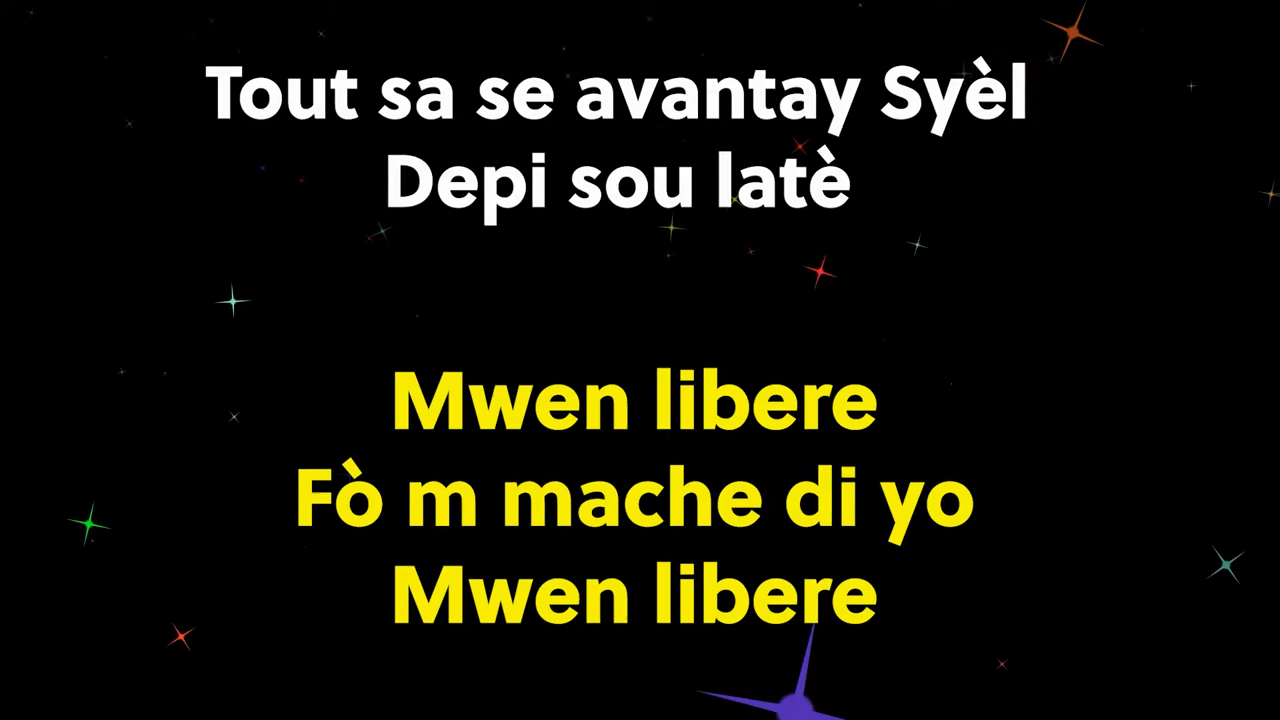 Tout sa se avantay Syèl
Depi sou latè
Mwen libere
Fò m mache di yo
Mwen libere